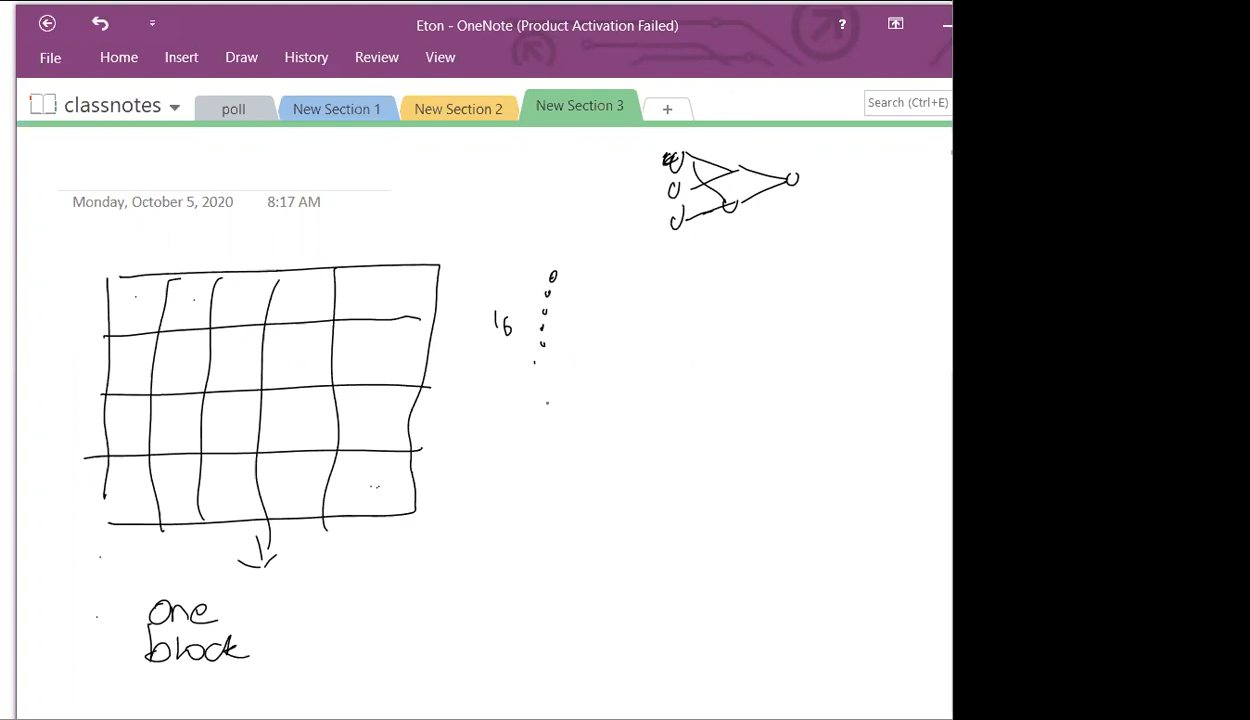 Eton - OneNote (Product Activation Failed)
?
File Home Insert Draw History Review View
classnotes
poll New Section 1 New Section 2 New Section 3 +
Search (Ctrl+E)
Monday, October 5, 2020 8:17 AM
16
one
block